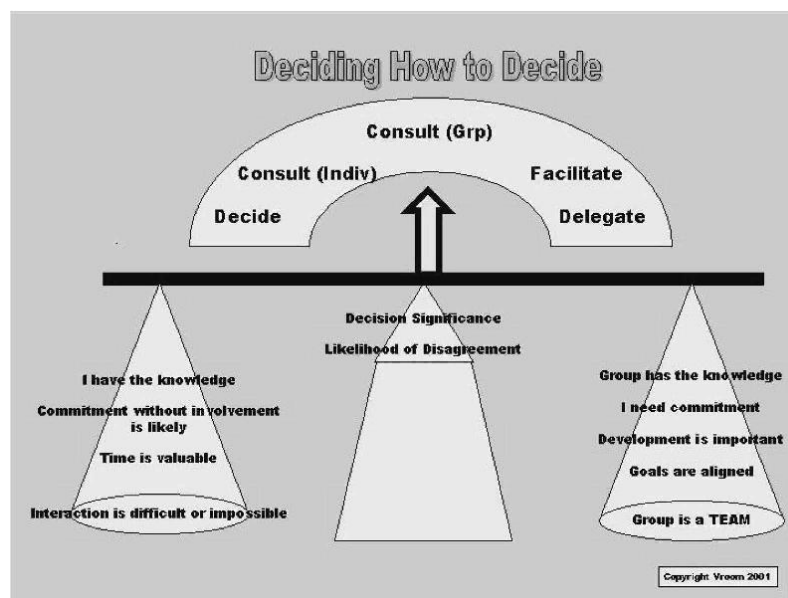 Deciding How to Decide
Consult (Grp)
Consult (Indiv)
Facilitate
Decide
Delegate
Decision Significance
Likelihood of Disagreement
I have the knowledge
Commitment without involvement
is likely
Time is valuable
Interaction is difficult or impossible
Group has the knowledge
I need commitment
Development is important
Goals are aligned
Group is a TEAM
Copyright Vroom 2001